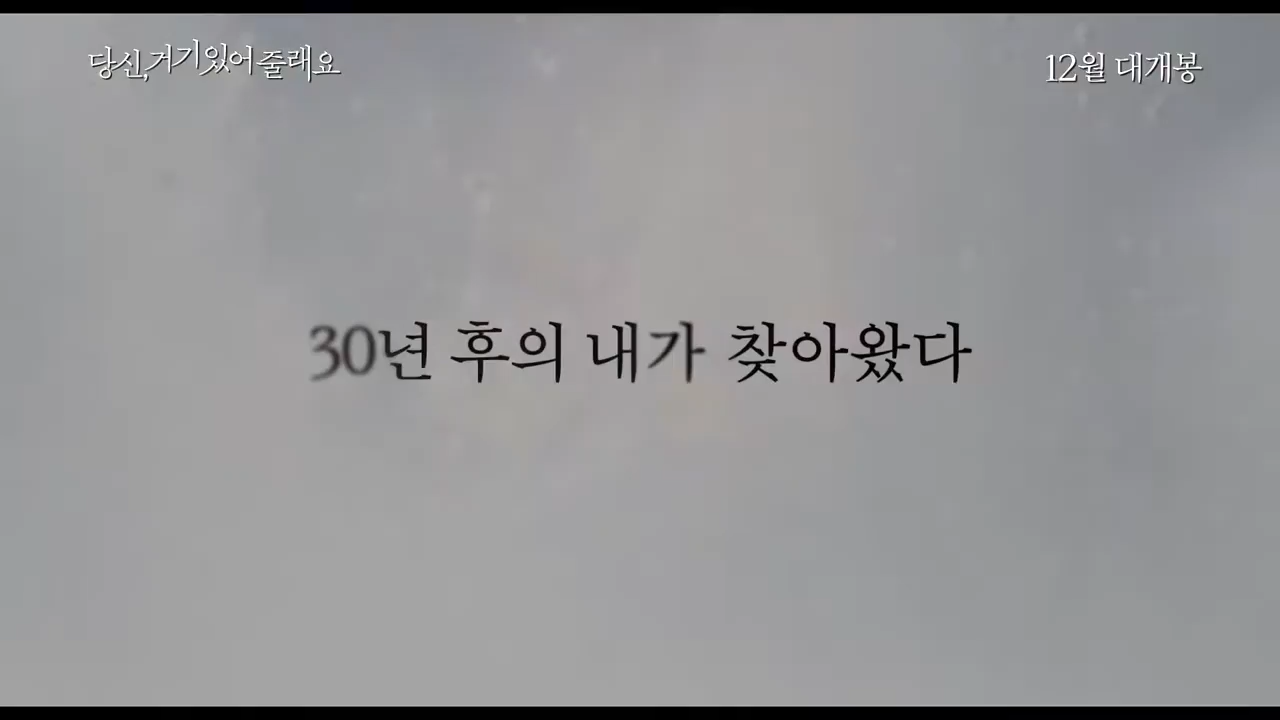 당신, 거기 있어 줄래요
12월 대개봉
30년 후의 내가 찾아왔다